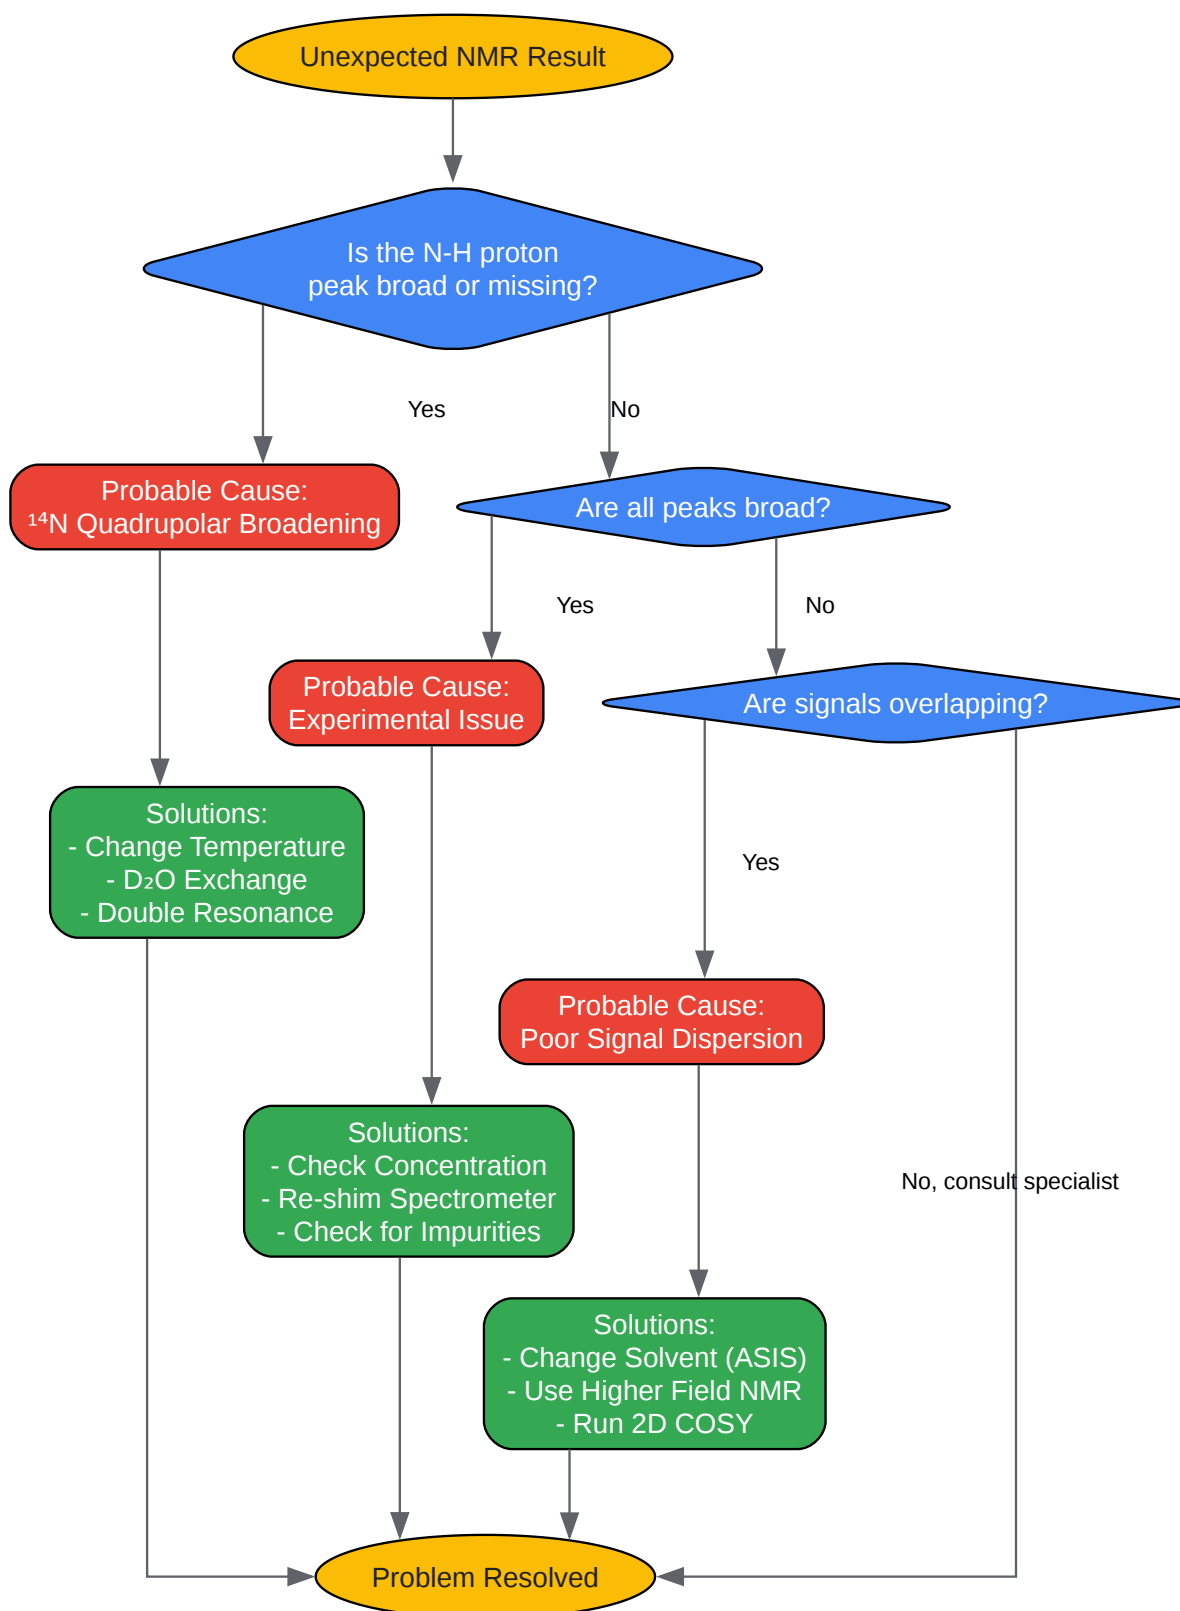 Unexpected NMR Result
Is the N-H proton
peak broad or missing?
Yes
No
Probable Cause:
¹⁴N Quadrupolar Broadening
Are all peaks broad?
Yes
No
Probable Cause:
Experimental Issue
Are signals overlapping?
Solutions:
- Change Temperature
- D₂O Exchange
- Double Resonance
Yes
Probable Cause:
Poor Signal Dispersion
Solutions:
- Check Concentration
- Re-shim Spectrometer
- Check for Impurities
No, consult specialist
Solutions:
- Change Solvent (ASIS)
- Use Higher Field NMR
- Run 2D COSY
Problem Resolved